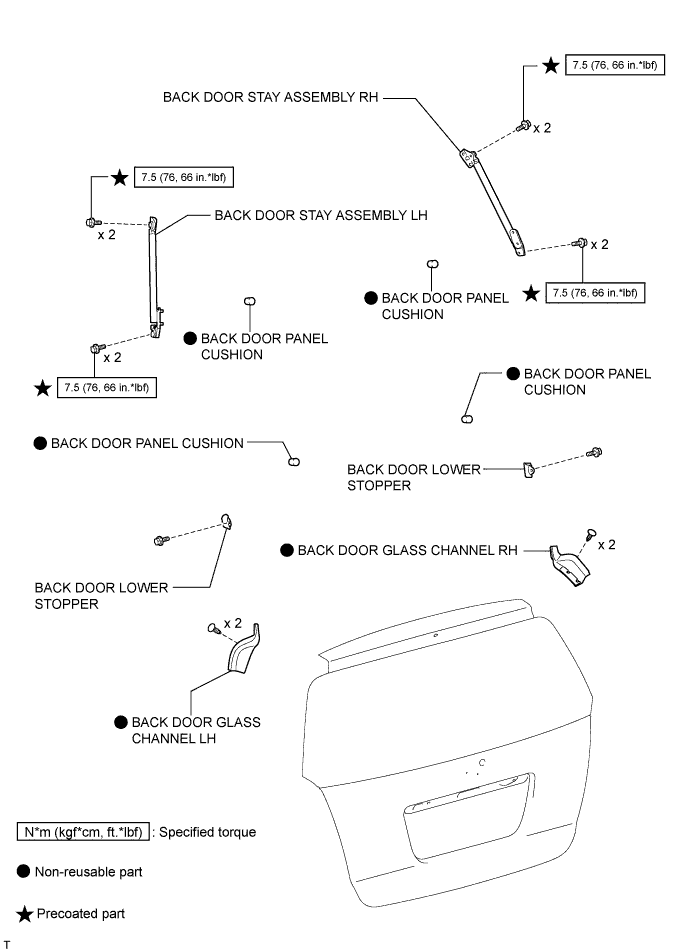 7.5 (76, 66 in.*lbf)
BACK DOOR STAY ASSEMBLY RH
x 2
7.5 (76, 66 in.*lbf)
BACK DOOR STAY ASSEMBLY LH
x 2
x 2
7.5 (76, 66 in.*lbf)
BACK DOOR PANEL
CUSHION
BACK DOOR PANEL
CUSHION
x 2
7.5 (76, 66 in.*lbf)
BACK DOOR PANEL
CUSHION
BACK DOOR PANEL CUSHION
BACK DOOR LOWER
STOPPER
BACK DOOR GLASS CHANNEL RH
x 2
BACK DOOR LOWER
STOPPER
x 2
BACK DOOR GLASS
CHANNEL LH
N*m (kgf*cm, ft.*lbf) : Specified torque
Non-reusable part
Precoated part
T